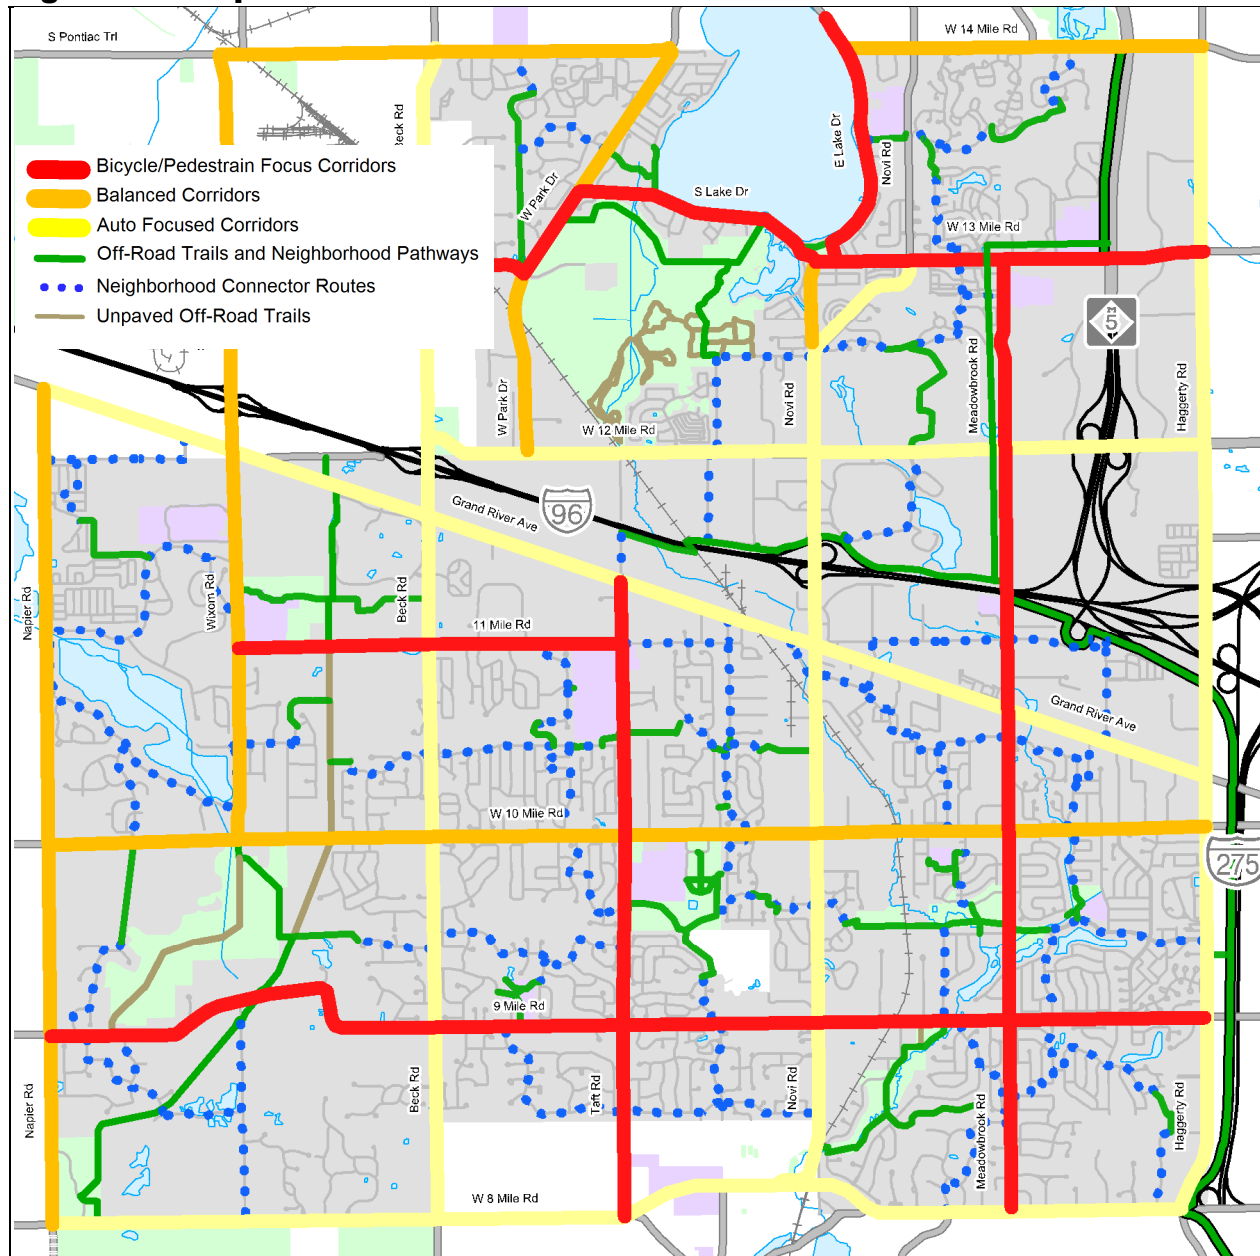 S Pontiac Trl
W 14 Mile Rd
Beck Rd
E Lake Dr
Novi Rd
Bicycle/Pedestrain Focus Corridors
Balanced Corridors
Auto Focused Corridors
Off-Road Trails and Neighborhood Pathways
Neighborhood Connector Routes
Unpaved Off-Road Trails
W Park Dr
S Lake Dr
W 13 Mile Rd
M
5
W Park Dr
Novi Rd
Meadowbrook Rd
Haggerty Rd
W 12 Mile Rd
Grand River Ave
96
Napier Rd
Wixom Rd
Beck Rd
11 Mile Rd
Grand River Ave
W 10 Mile Rd
275
9 Mile Rd
Napier Rd
Beck Rd
Taft Rd
Novi Rd
Meadowbrook Rd
Haggerty Rd
W 8 Mile Rd